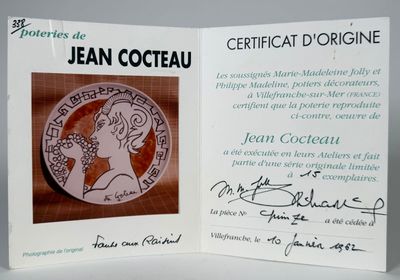 338
poteries de
JEAN COCTEAU
Jean Cocteau
Photographie de l'original
Faune aux Raisins
CERTIFICAT D'ORIGINE
Les soussignés Marie-Madeleine Jolly et
Philippe Madeline, potiers décorateurs,
à Villefranche-sur-Mer (FRANCE)
certifient que la poterie reproduite
ci-contre, oeuvre de
Jean Cocteau
a été exécutée en leurs Ateliers et fait
partie d'une série originale limitée
à 15 exemplaires.
M. M. Jolly
La pièce N° quinze a été cédée à
Villefranche, le 10 Janvier 1962